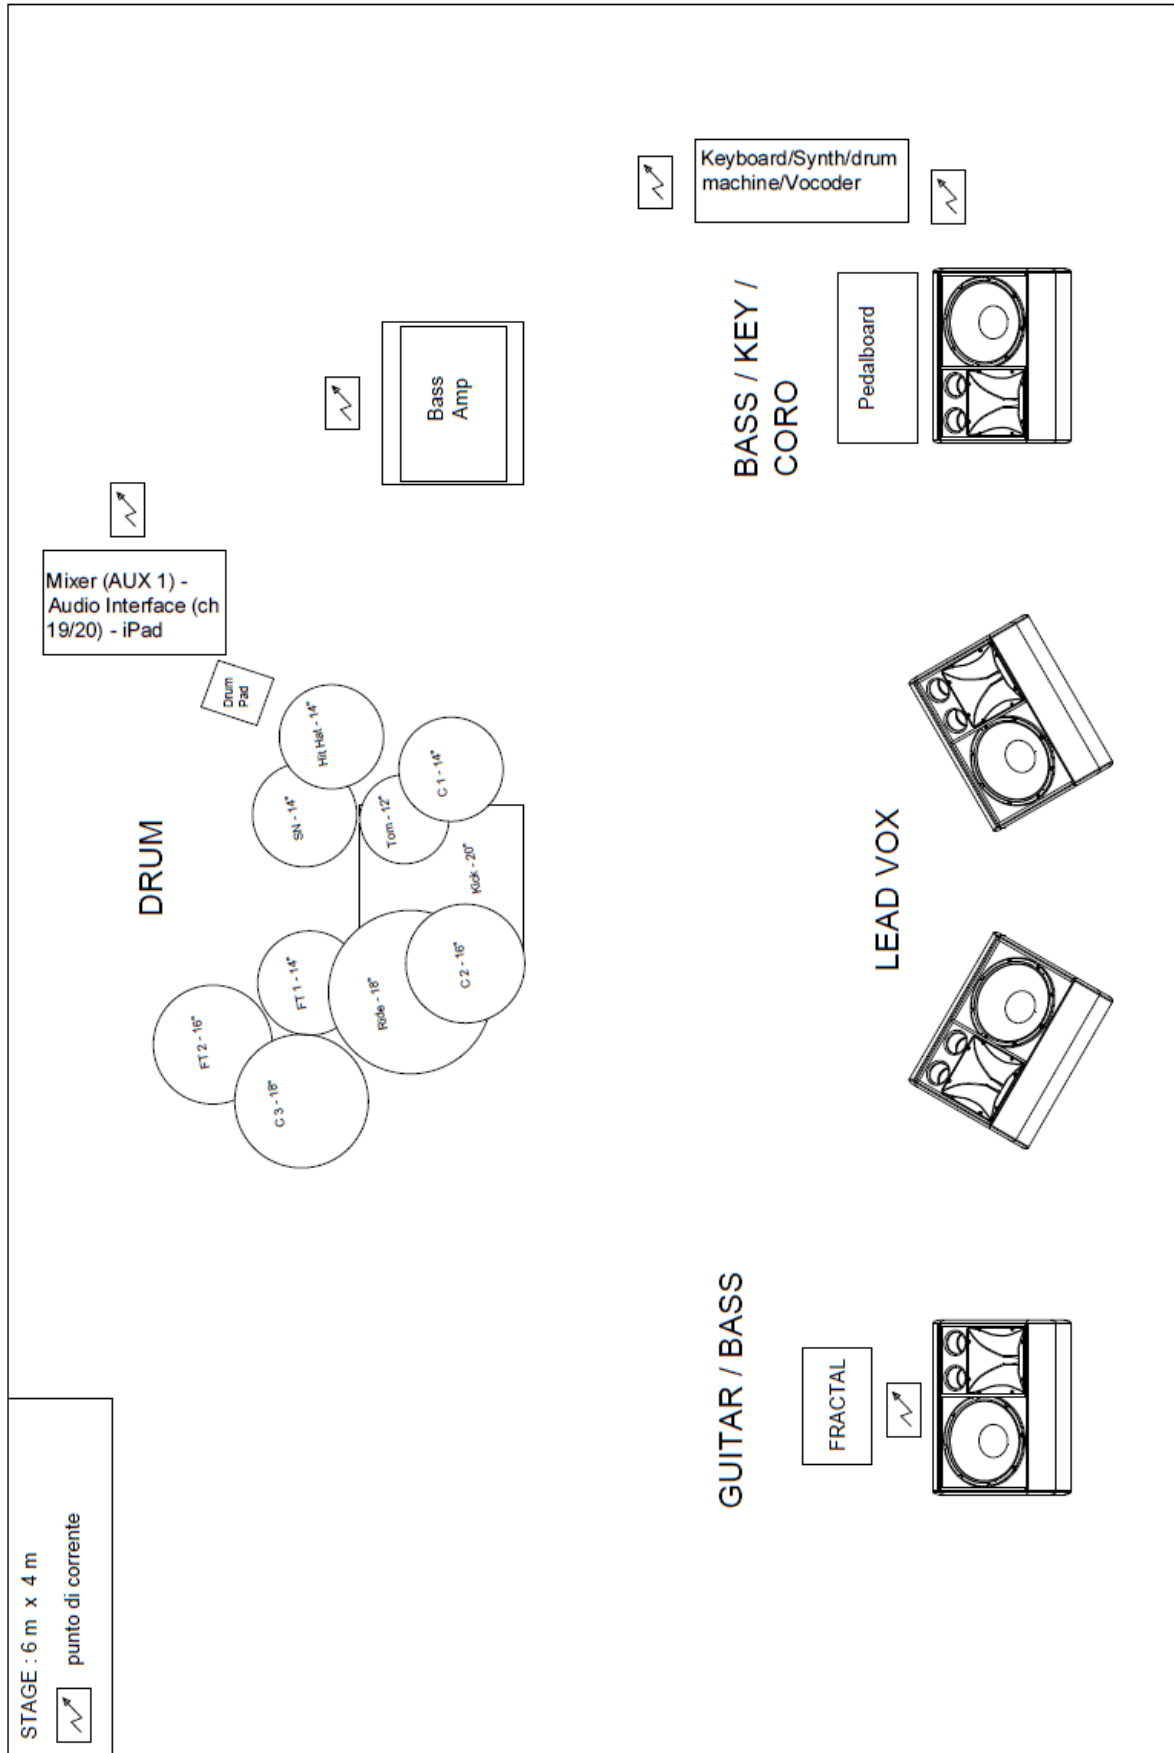 STAGE : 6 m x 4 m
punto di corrente
DRUM
FT 2 - 16"
C 3 - 18"
FT 1 - 14"
Ride - 18"
C 2 - 16"
Kick - 20"
SN - 14"
Tom - 12"
Hit Hat - 14"
C 1 - 14"
Drum
Pad
Mixer (AUX 1) -
Audio Interface (ch
19/20) - iPad
Bass
Amp
Keyboard/Synth/drum
machine/Vocoder
GUITAR / BASS
FRACTAL
LEAD VOX
BASS / KEY /
CORO
Pedalboard